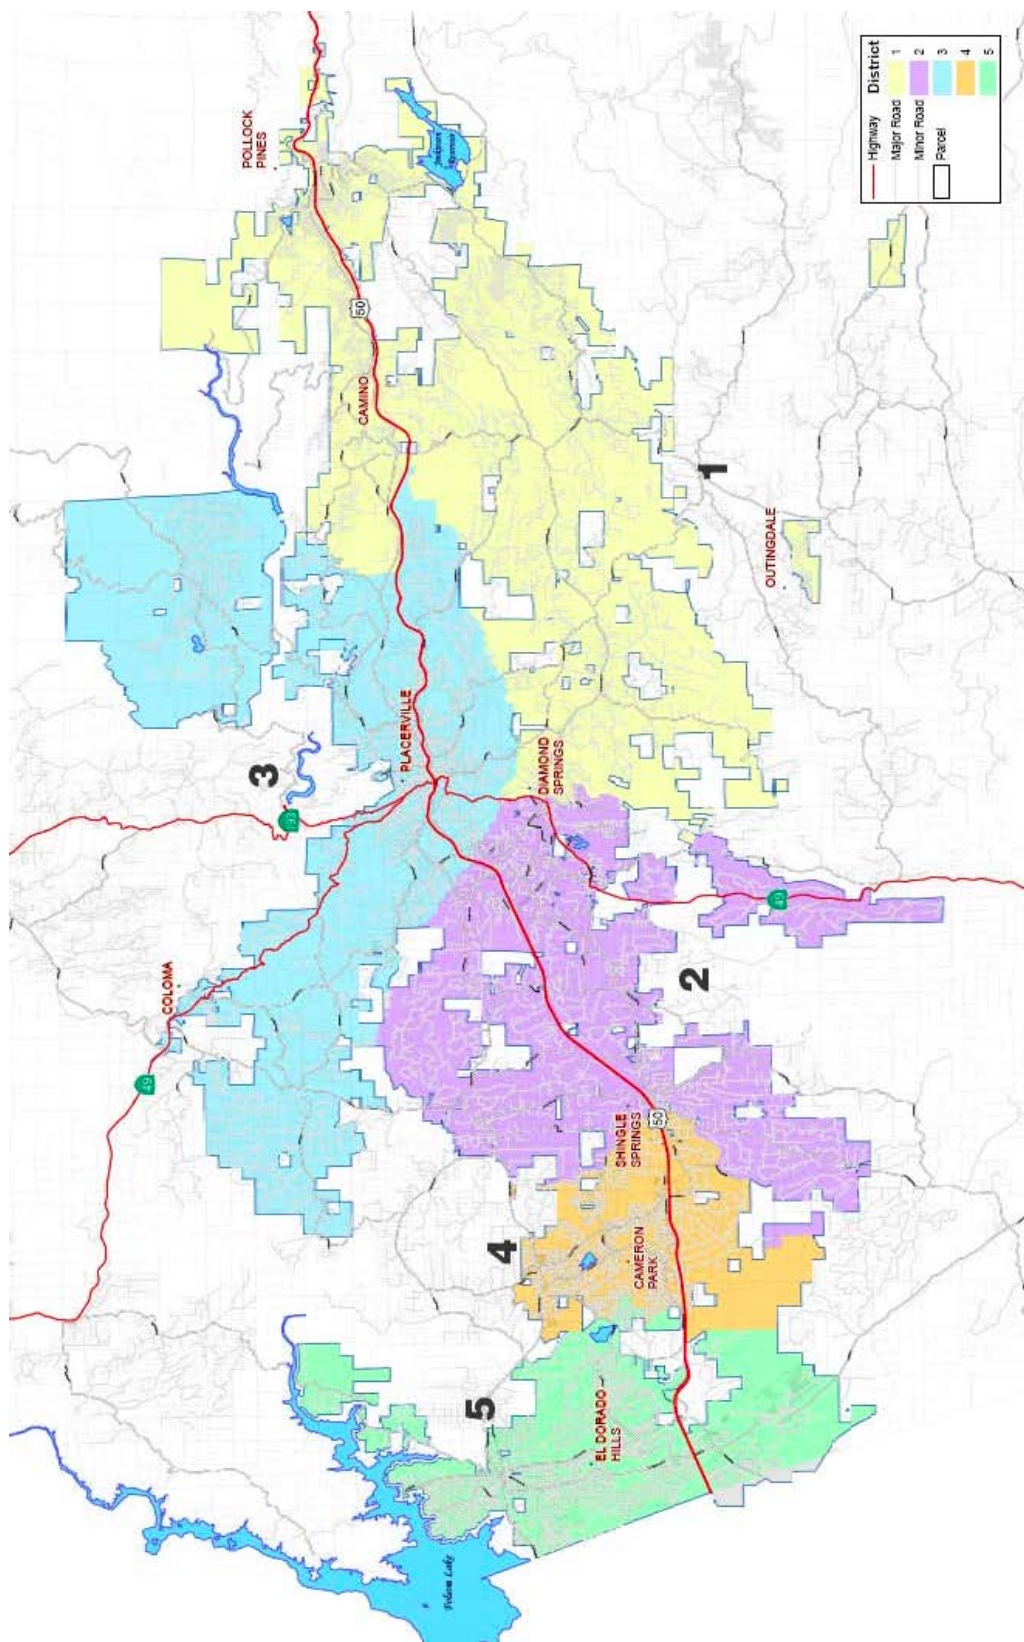 Folsom Lake
5
EL DORADO
HILLS
4
CAMERON
PARK
SHINGLE
SPRINGS
50
49
COLOMA
2
49
3
PLACERVILLE
DIAMOND
SPRINGS
OUTINGDALE
1
CAMINO
50
POLLOCK
PINES
Reservoir
Highway
Major Road
Minor Road
Parcel
District
1
2
3
4
5